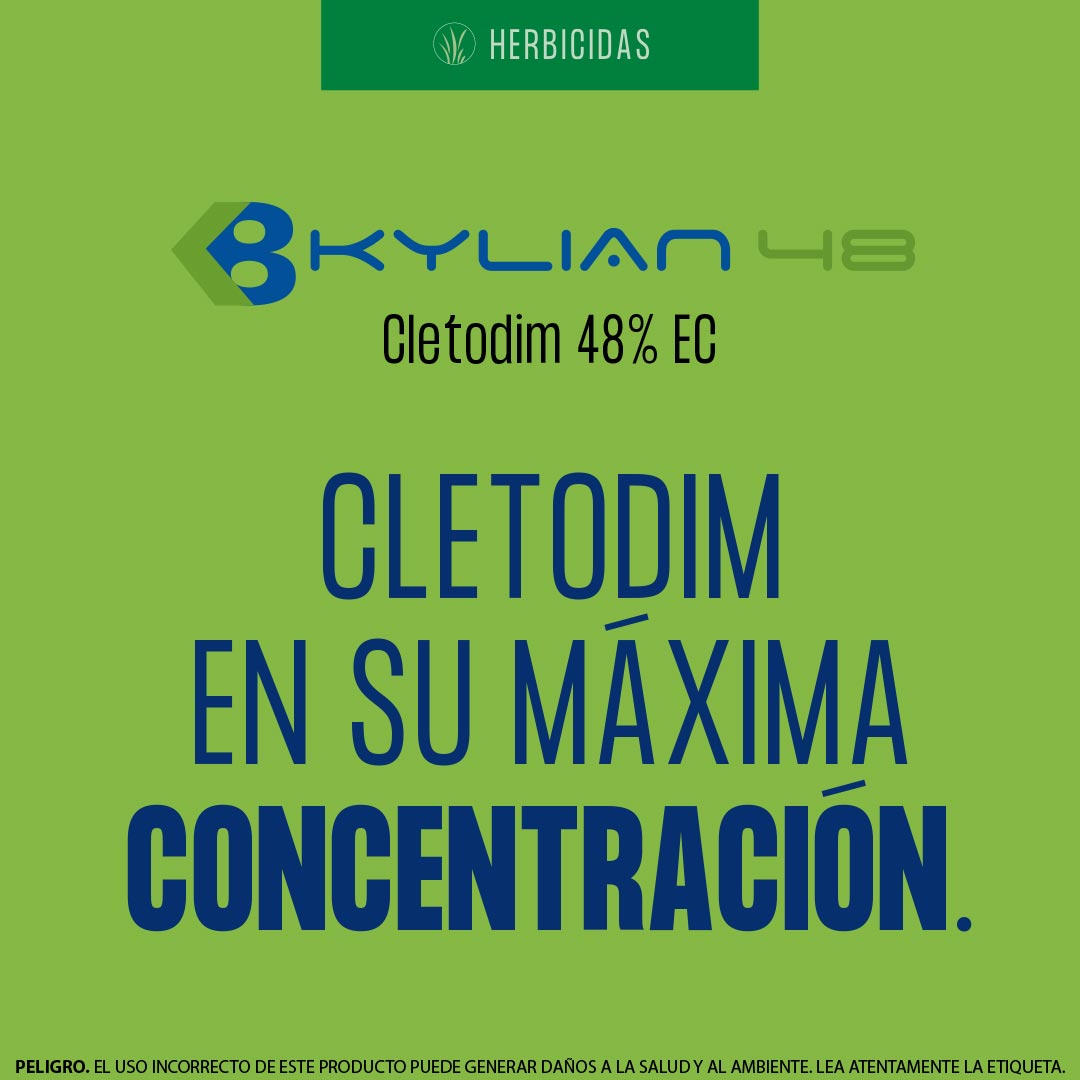 HERBICIDAS
KYLIAN 48
Cletodim 48% EC
CLETODIM
EN SU MÁXIMA
CONCENTRACIÓN.
PELIGRO. EL USO INCORRECTO DE ESTE PRODUCTO PUEDE GENERAR DAÑOS A LA SALUD Y AL AMBIENTE. LEA ATENTAMENTE LA ETIQUETA.